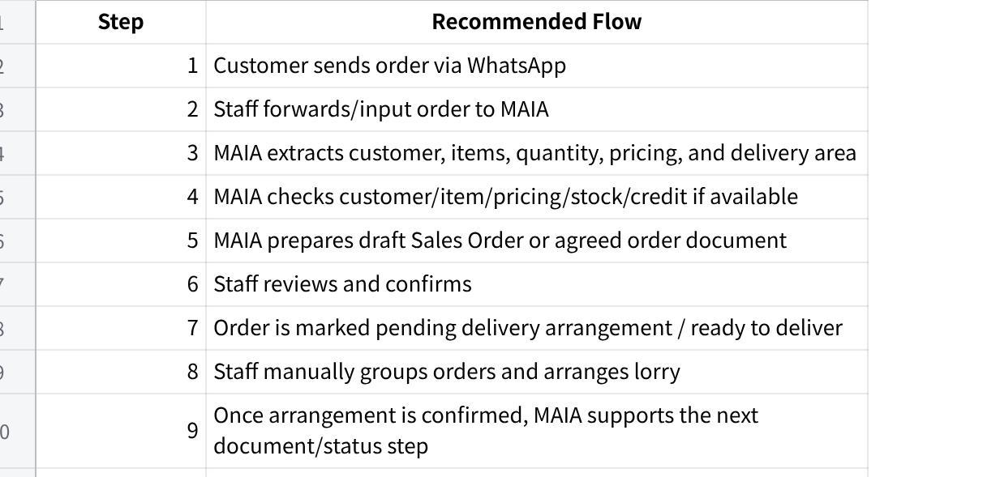 Step Recommended Flow
1 Customer sends order via WhatsApp
2 Staff forwards/input order to MAIA
3 MAIA extracts customer, items, quantity, pricing, and delivery area
4 MAIA checks customer/item/pricing/stock/credit if available
5 MAIA prepares draft Sales Order or agreed order document
6 Staff reviews and confirms
7 Order is marked pending delivery arrangement / ready to deliver
8 Staff manually groups orders and arranges lorry
9 Once arrangement is confirmed, MAIA supports the next
document/status step